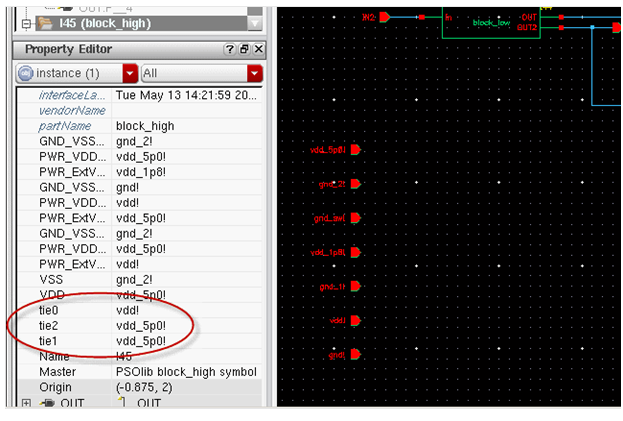 OUT.P__4
I45 (block_high)
Property Editor
instance (1) All
interfaceLa... Tue May 13 14:21:59 20...
vendorName
partName block_high
GND_VSS... gnd_2!
PWR_VDD... vdd_5p0!
PWR_ExtV... vdd_1p8!
GND_VSS... gnd!
PWR_VDD... vdd!
PWR_ExtV... vdd_5p0!
GND_VSS... gnd_2!
PWR_VDD... vdd_5p0!
PWR_ExtV... vdd!
VSS gnd_2!
VDD vdd_5p0!
tie0 vdd!
tie2 vdd_5p0!
tie1 vdd_5p0!
Name I45
Master PSOlib block_high symbol
Origin (-0.875, 2)
OUT OUT
IN2 In block_low OUT
OUT2
vdd_5p0!
gnd_2!
gnd_sw!
vdd_1p8!
gnd_1!
vdd!
gnd!